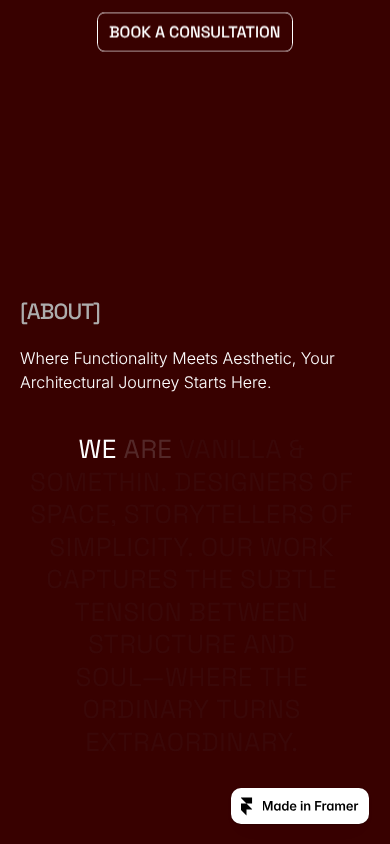 BOOK A CONSULTATION
[ABOUT]
Where Functionality Meets Aesthetic, Your
Architectural Journey Starts Here.
WE ARE VANILLA &
SOMETHIN. DESIGNERS OF
SPACE, STORYTELLERS OF
SIMPLICITY. OUR WORK
CAPTURES THE SUBTLE
TENSION BETWEEN
STRUCTURE AND
SOUL—WHERE THE
ORDINARY TURNS
EXTRAORDINARY.
Made in Framer